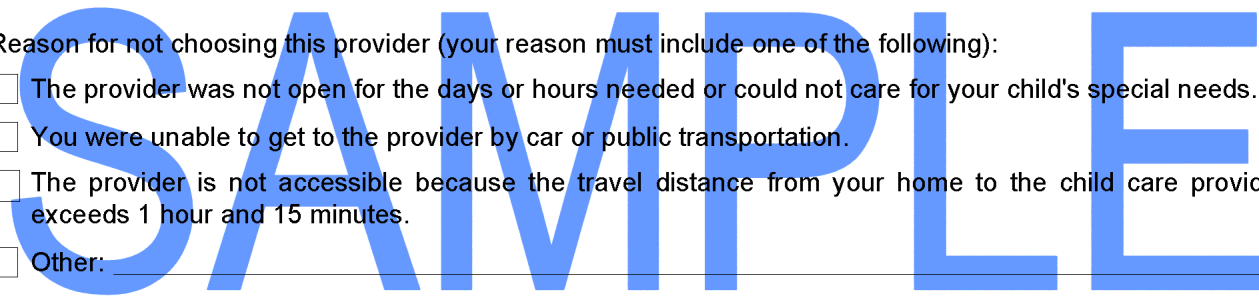 Reason for not choosing this provider (your reason must include one of the following):
The provider was not open for the days or hours needed or could not care for your child's special needs.
You were unable to get to the provider by car or public transportation.
The provider is not accessible because the travel distance from your home to the child care provid
exceeds 1 hour and 15 minutes.
Other:
SAMPLE